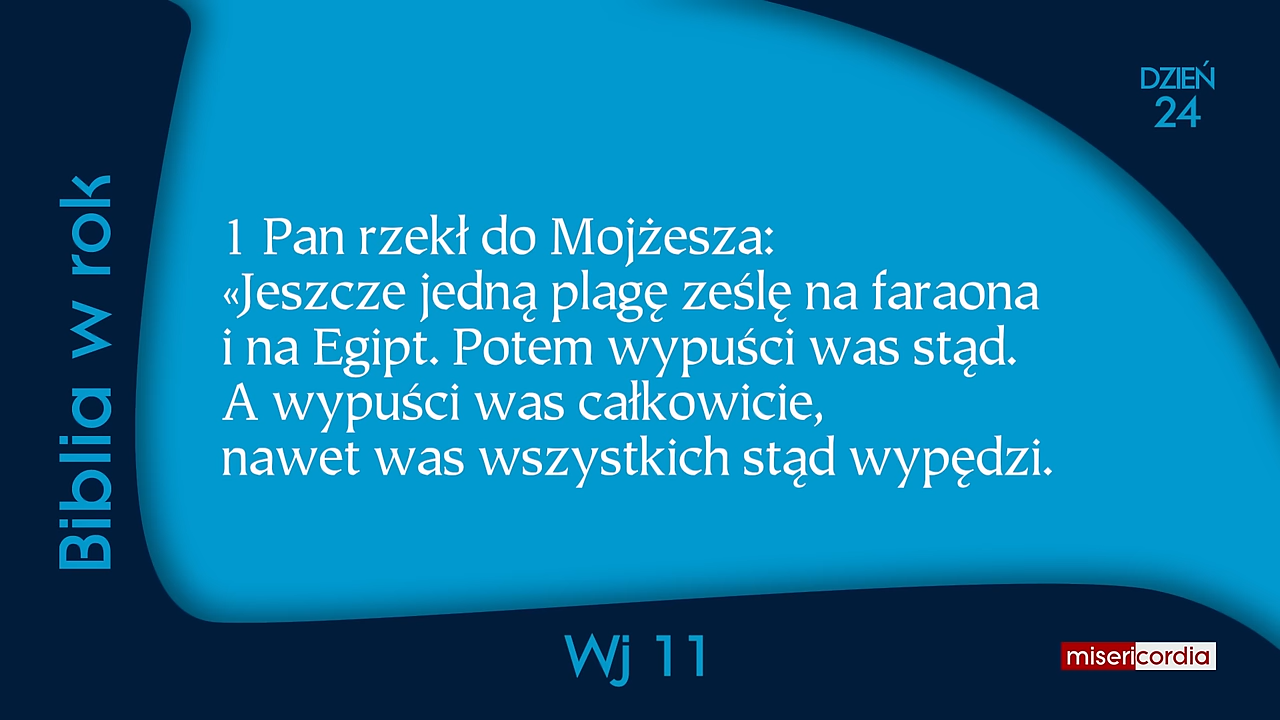 DZIEŃ
24
Biblia w rok
1 Pan rzekł do Mojżesza:
«Jeszcze jedną plagę ześlę na faraona
i na Egipt. Potem wypuści was stąd.
A wypuści was całkowicie,
nawet was wszystkich stąd wypędzi.
Wj 11
misericordia